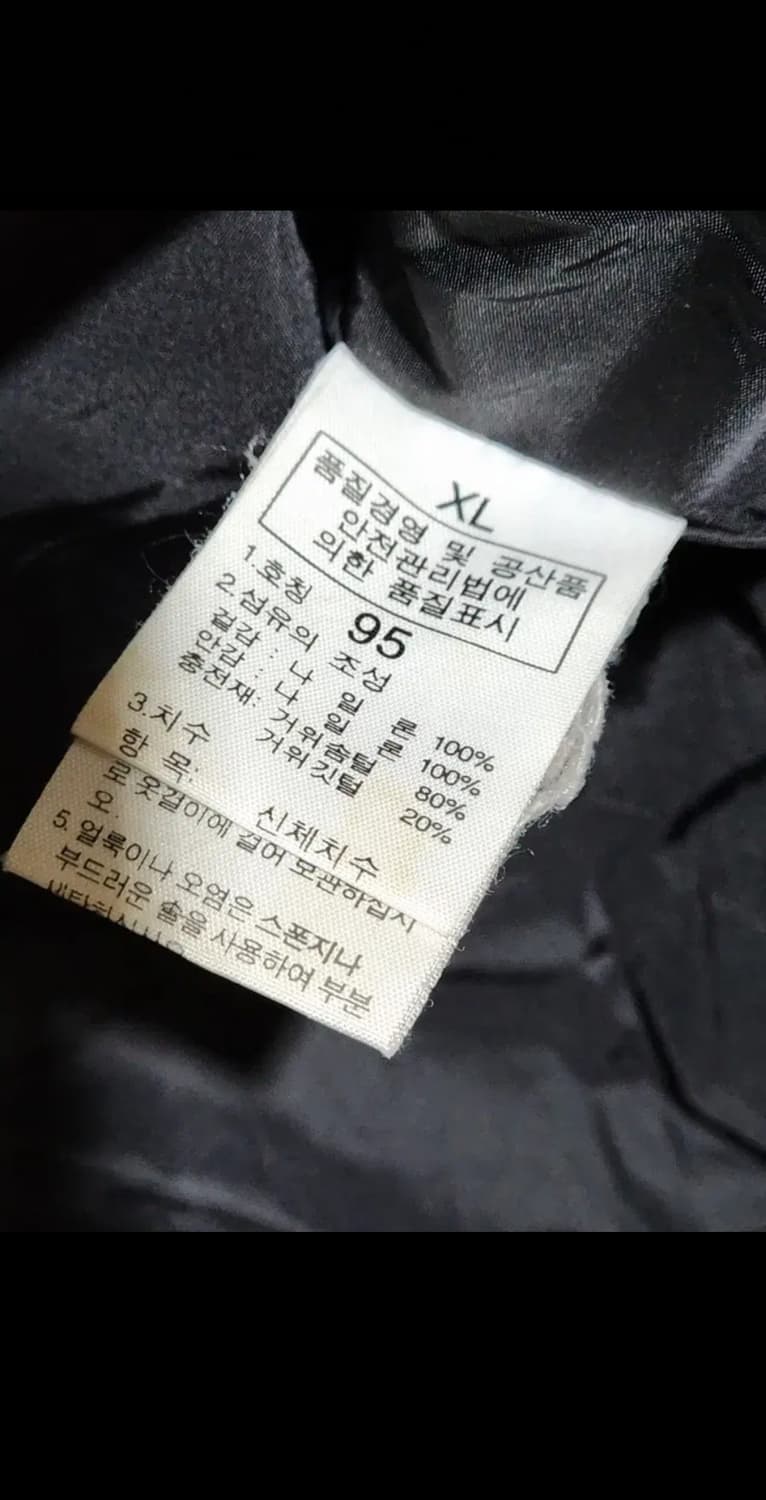 XL
품질경영 및 공산품
안전관리법에
의한 품질표시
1.호칭 95
2.섬유의 조성
겉감 : 나 일 론 100%
안감 : 나 일 론 100%
충전재: 거위솜털 80%
거위깃털 20%
3.치수
항 목: 신체치수
로 옷걸이에 걸어 보관하십시
오.
5. 얼룩이나 오염은 스폰지나
부드러운 솔을 사용하여 부분